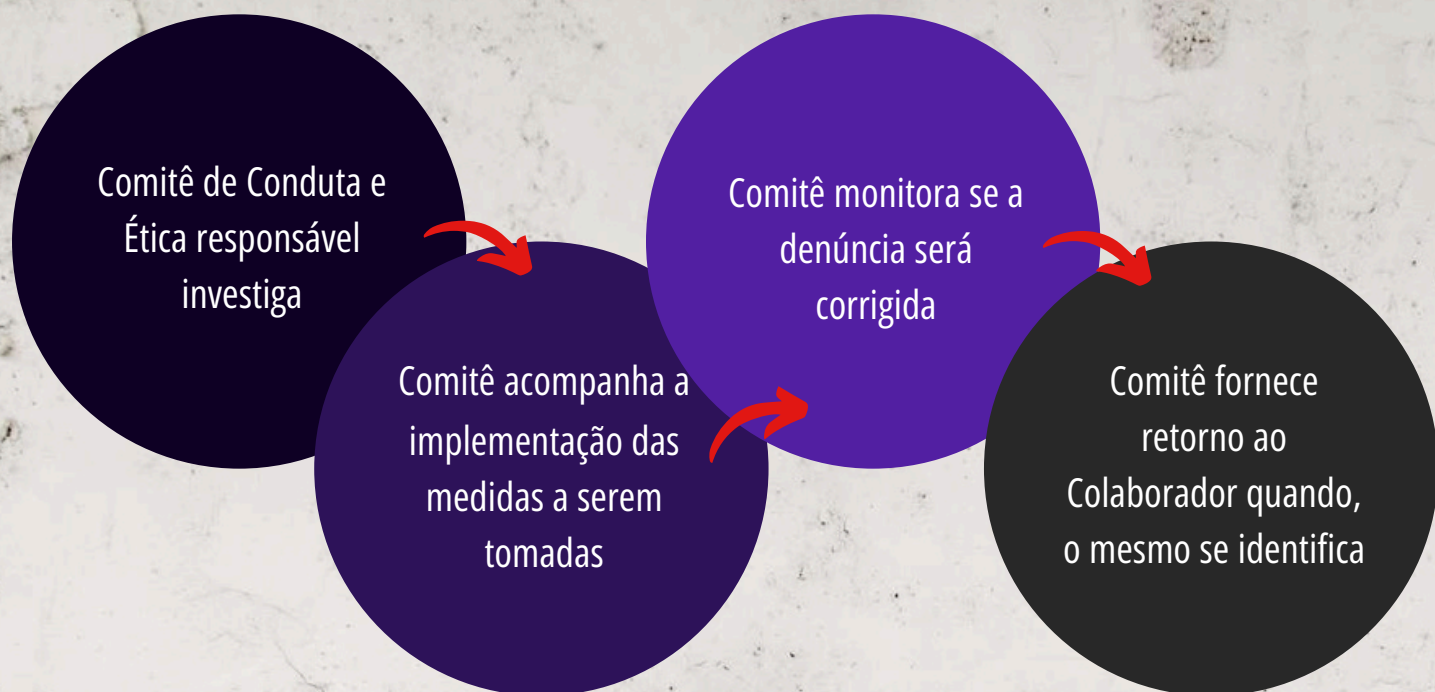 Comitê de Conduta e
Ética responsável
investiga
Comitê acompanha a
implementação das
medidas a serem
tomadas
Comitê monitora se a
denúncia será
corrigida
Comitê fornece
retorno ao
Colaborador quando,
o mesmo se identifica